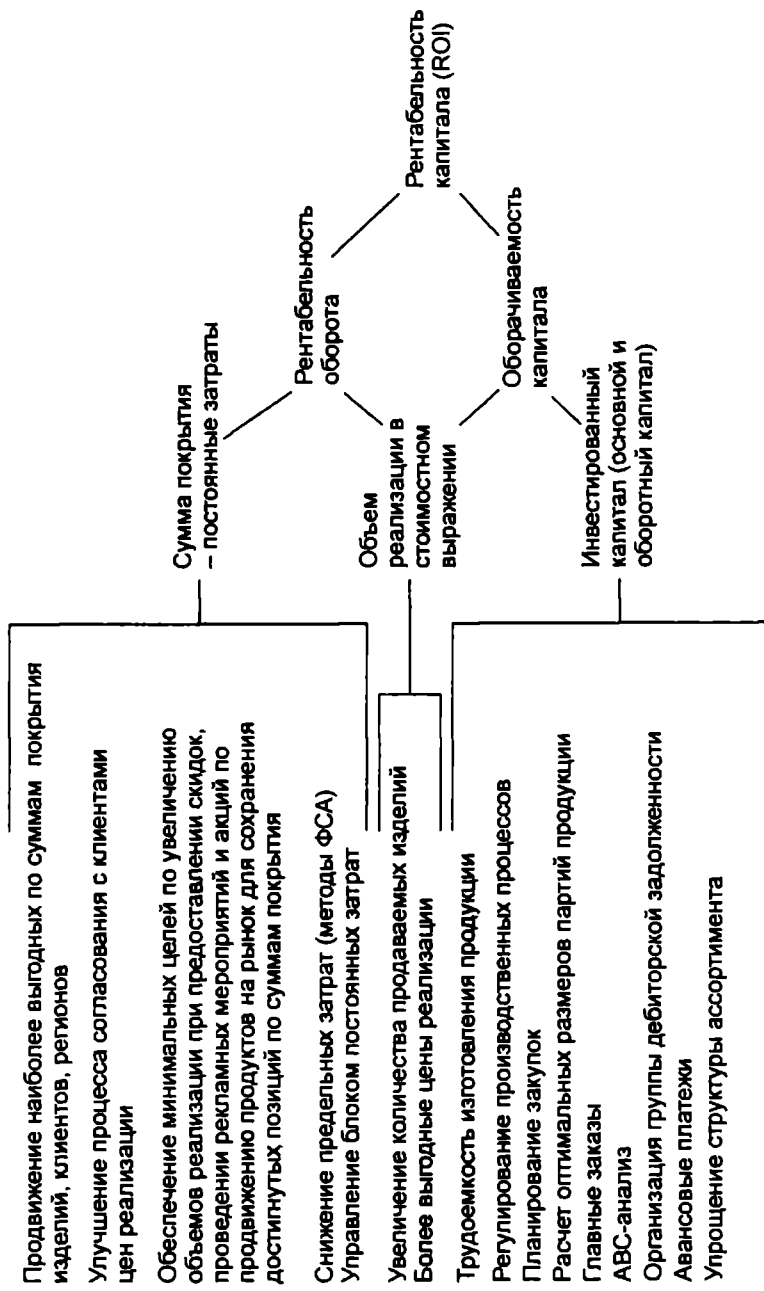 Продвижение наиболее выгодных по суммам покрытия
изделий, клиентов, регионов
Улучшение процесса согласования с клиентами
цен реализации
Обеспечение минимальных целей по увеличению
объемов реализации при предоставлении скидок,
проведении рекламных мероприятий и акций по
продвижению продуктов на рынок для сохранения
достигнутых позиций по суммам покрытия
Снижение предельных затрат (методы ФСА)
Управление блоком постоянных затрат
Увеличение количества продаваемых изделий
Более выгодные цены реализации
Трудоемкость изготовления продукции
Регулирование производственных процессов
Планирование закупок
Расчет оптимальных размеров партий продукции
Главные заказы
АВС-анализ
Организация группы дебиторской задолженности
Авансовые платежи
Упрощение структуры ассортимента
Сумма покрытия
– постоянные затраты
Объем
реализации в
стоимостном
выражении
Инвестированный
капитал (основной и
оборотный капитал)
Рентабельность
оборота
Оборачиваемость
капитала
Рентабельность
капитала (ROI)